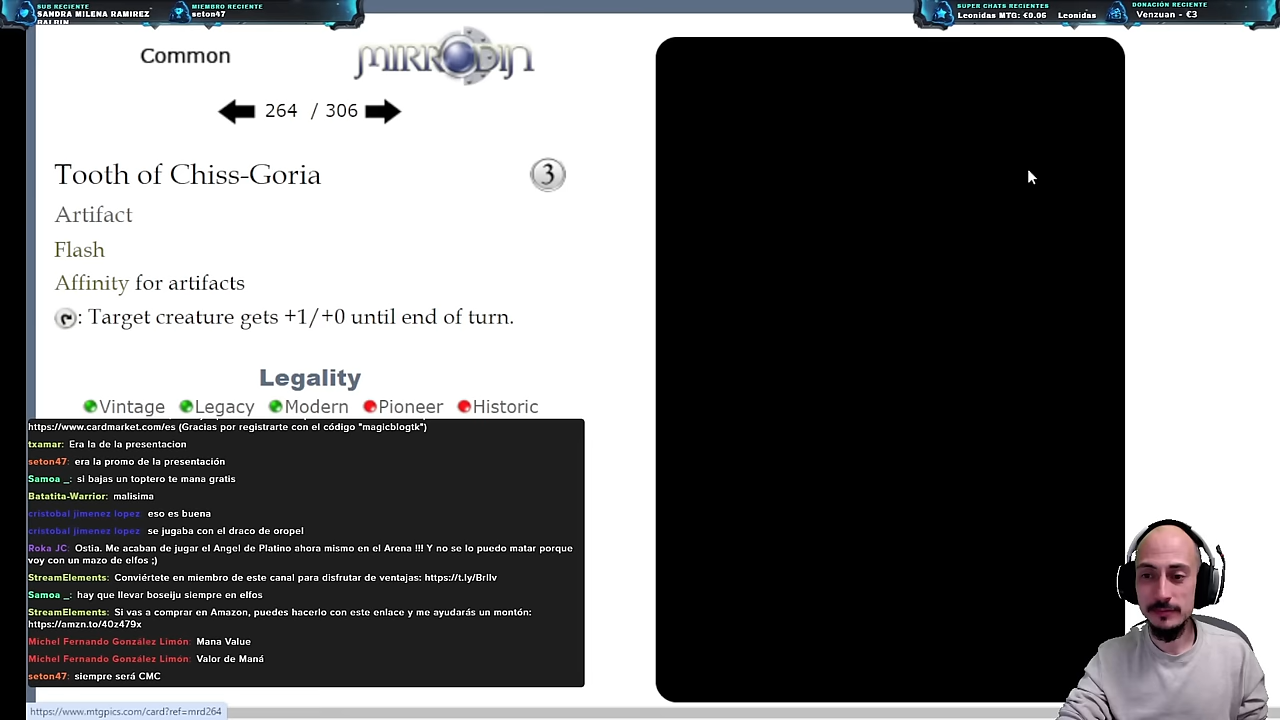 SUB RECIENTE
SANDRA MILENA RAMIREZ
MIEMBRO RECIENTE
seton47
SUPER CHATS RECIENTES
Leonidas MTG: €0.06 Leonidas
DONACIÓN RECIENTE
Venzuan - €3
Common
MIRRODIN
264 / 306
Tooth of Chiss-Goria
3
Artifact
Flash
Affinity for artifacts
: Target creature gets +1/+0 until end of turn.
Legality
Vintage Legacy Modern Pioneer Historic
https://www.cardmarket.com/es (Gracias por registrarte con el código "magicblogtk")
txamar: Era la de la presentacion
seton47: era la promo de la presentación
Samoa _: si bajas un toptero te mana gratis
Batatita-Warrior: malisima
cristobal jimenez lopez: eso es buena
cristobal jimenez lopez: se jugaba con el draco de oropel
Roka JC: Ostia. Me acaban de jugar el Angel de Platino ahora mismo en el Arena !!! Y no se lo puedo matar porque
voy con un mazo de elfos ;)
StreamElements: Conviértete en miembro de este canal para disfrutar de ventajas: https://t.ly/Brllv
Samoa _: hay que llevar boseiju siempre en elfos
StreamElements: Si vas a comprar en Amazon, puedes hacerlo con este enlace y me ayudarás un montón:
https://amzn.to/40z479x
Michel Fernando González Limón: Mana Value
Michel Fernando González Limón: Valor de Maná
seton47: siempre será CMC
https://www.mtgpics.com/card?ref=mrd264